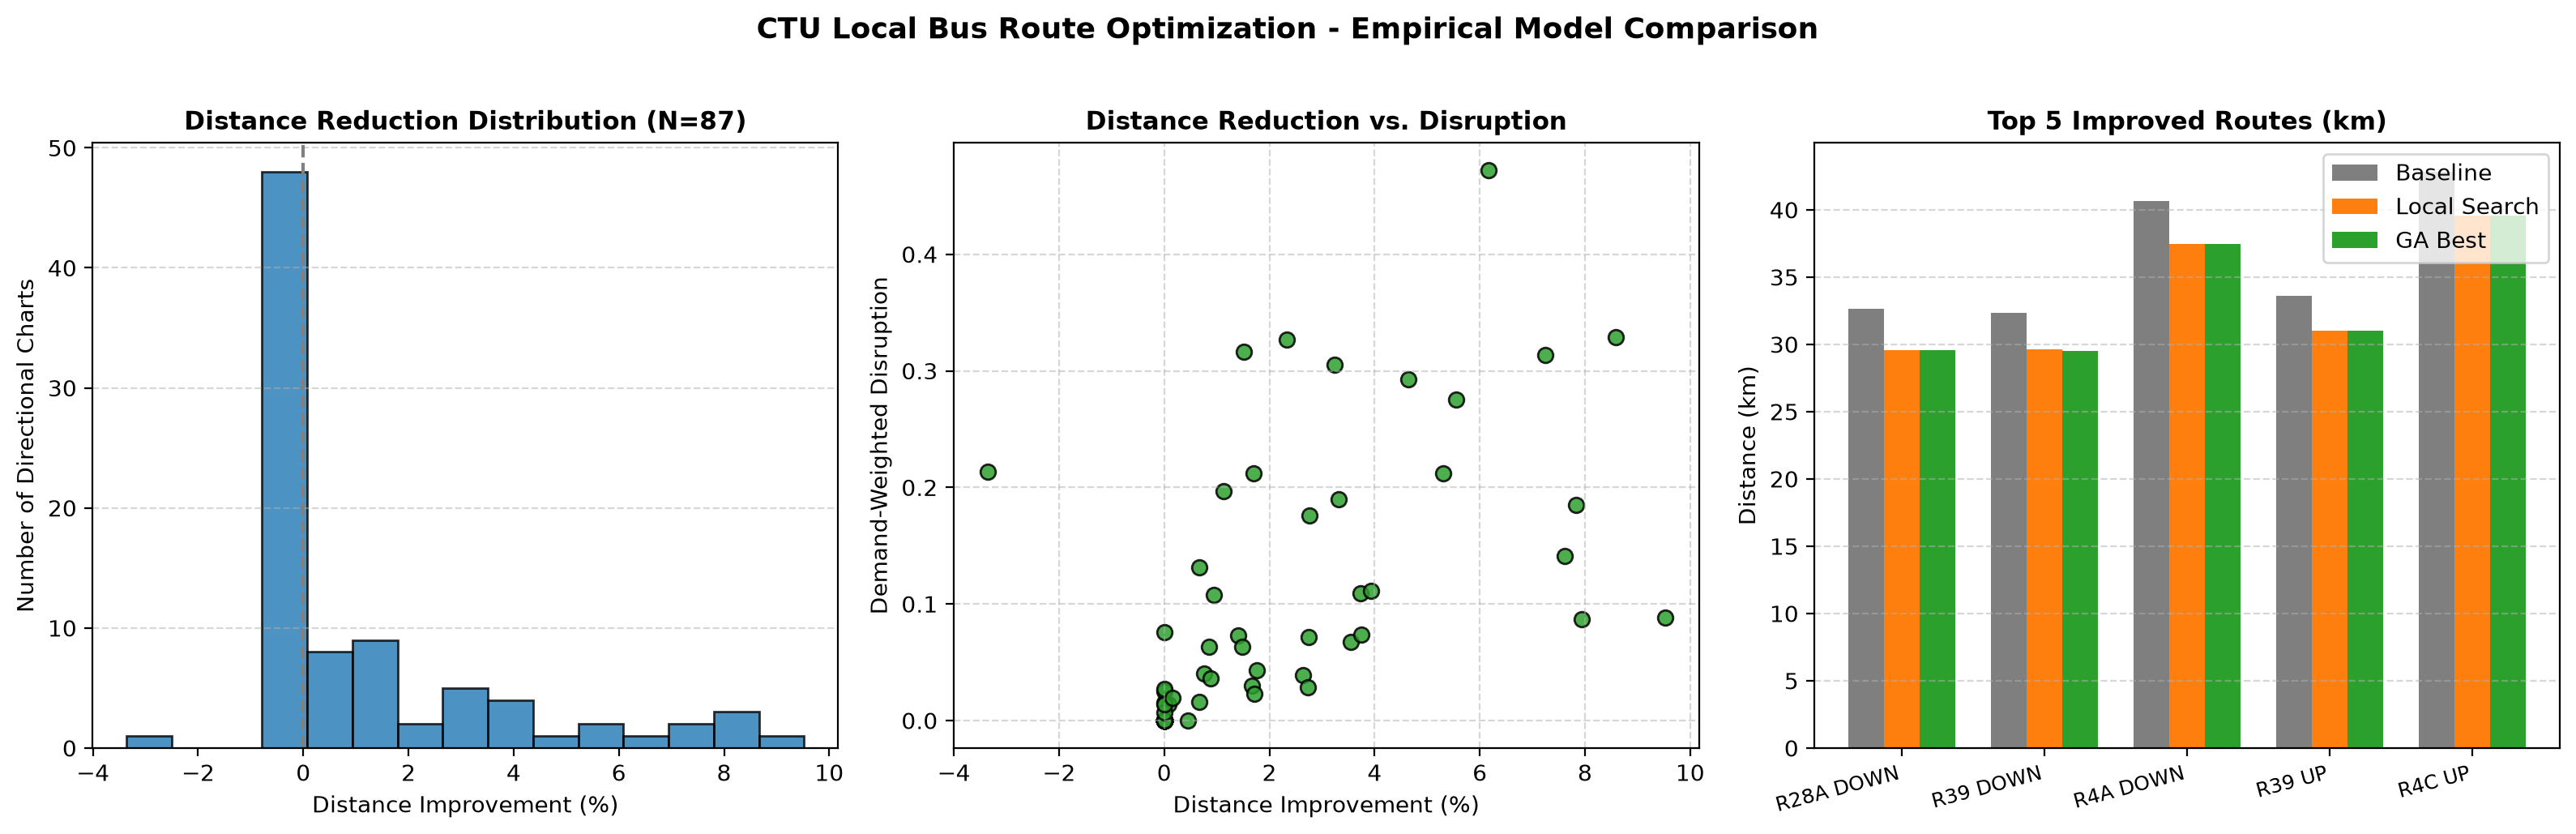 CTU Local Bus Route Optimization - Empirical Model Comparison
Distance Reduction Distribution (N=87)
50
40
30
20
10
0
Number of Directional Charts
−4 −2 0 2 4 6 8 10
Distance Improvement (%)
Distance Reduction vs. Disruption
0.4
0.3
0.2
0.1
0.0
Demand-Weighted Disruption
−4 −2 0 2 4 6 8 10
Distance Improvement (%)
Top 5 Improved Routes (km)
Baseline
Local Search
GA Best
40
35
30
25
20
15
10
5
0
Distance (km)
R28A DOWN
R39 DOWN
R4A DOWN
R39 UP
R4C UP